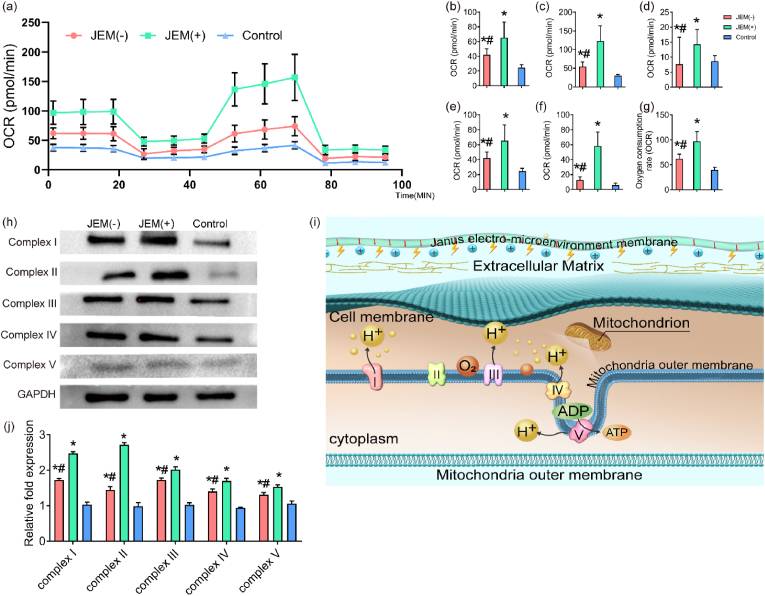 (a)
JEM(-) JEM(+) Control
OCR (pmol/min)
250
200
150
100
50
0
0 20 40 60 80 100
Time(MIN)
(b)
OCR (pmol/min)
100
80
60
40
20
0
*# *
(c)
OCR (pmol/min)
200
150
100
50
0
*# *
(d)
OCR (pmol/min)
25
20
15
10
5
0
*# *
(e)
OCR (pmol/min)
100
80
60
40
20
0
*# *
(f)
OCR (pmol/min)
100
80
60
40
20
0
*# *
(g)
Oxygen consumption
rate (OCR)
150
100
50
0
*# *
JEM(-)
JEM(+)
Control
(h)
JEM(-) JEM(+) Control
Complex I
Complex II
Complex III
Complex IV
Complex V
GAPDH
(i)
Janus electro-microenvironment membrane
Extracellular Matrix
Cell membrane
Mitochondrion
H+ H+ H+
Mitochondria outer membrane
I II O₂ III IV
ADP
H+ V ATP
cytoplasm
Mitochondria outer membrane
(j)
Relative fold expression
3
2
1
0
*# * *# * *# * *# * *# *
complex I
complex II
complex III
complex IV
complex V